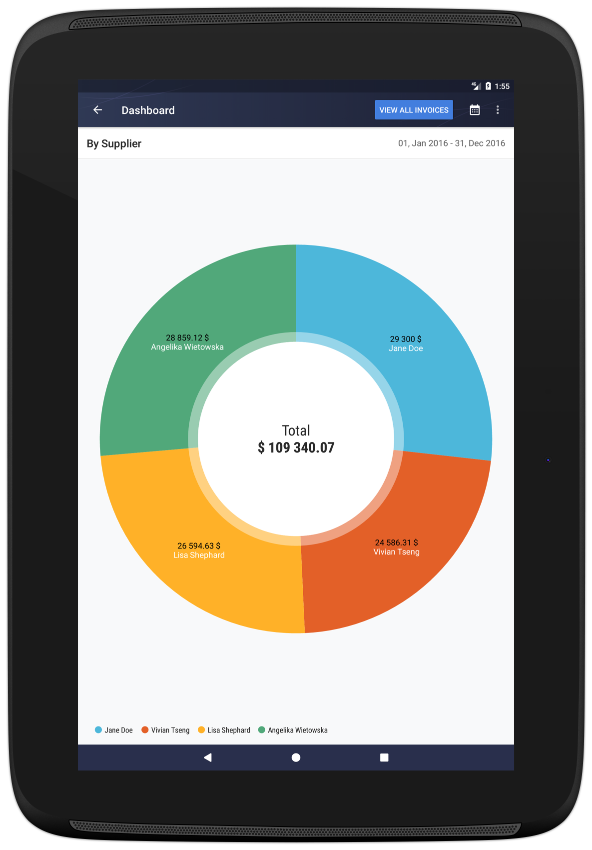 1:55
Dashboard
VIEW ALL INVOICES
By Supplier
01, Jan 2016 - 31, Dec 2016
28 859.12 $
Angelika Wietowska
29 300 $
Jane Doe
Total
$ 109 340.07
26 594.63 $
Lisa Shephard
24 586.31 $
Vivian Tseng
Jane Doe
Vivian Tseng
Lisa Shephard
Angelika Wietowska